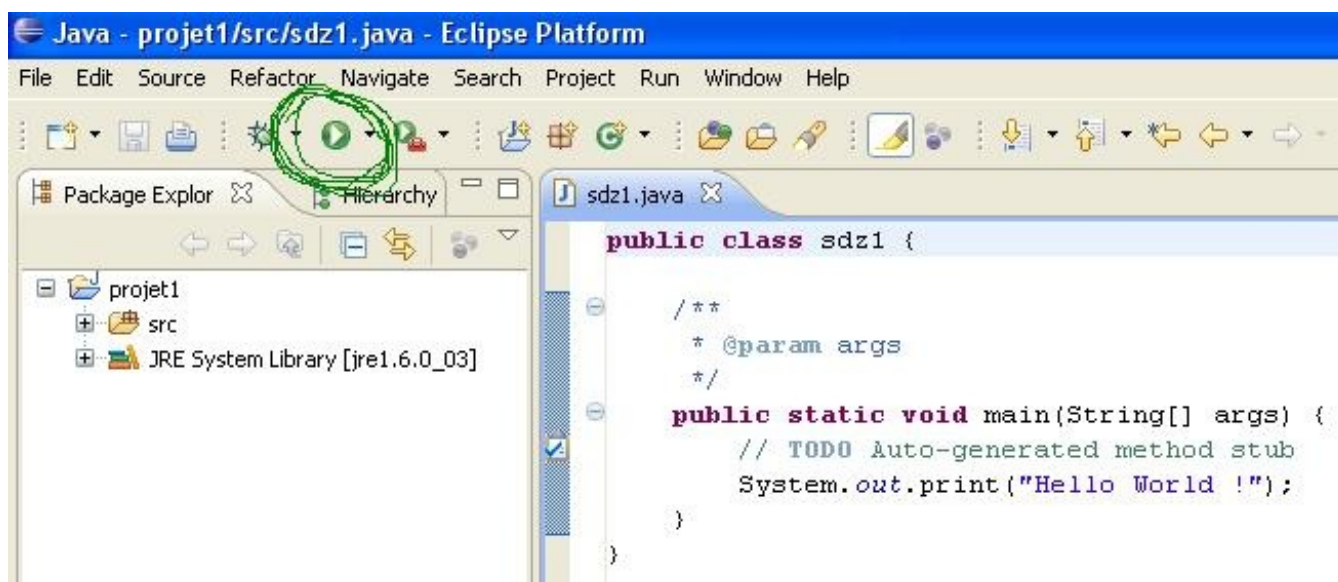 Java - projet1/src/sdz1.java - Eclipse Platform
File Edit Source Refactor Navigate Search Project Run Window Help
Package Explor Hierarchy
projet1
src
JRE System Library [jre1.6.0_03]
sdz1.java
public class sdz1 {
/**
* @param args
*/
public static void main(String[] args) {
// TODO Auto-generated method stub
System.out.print("Hello World !");
}
}